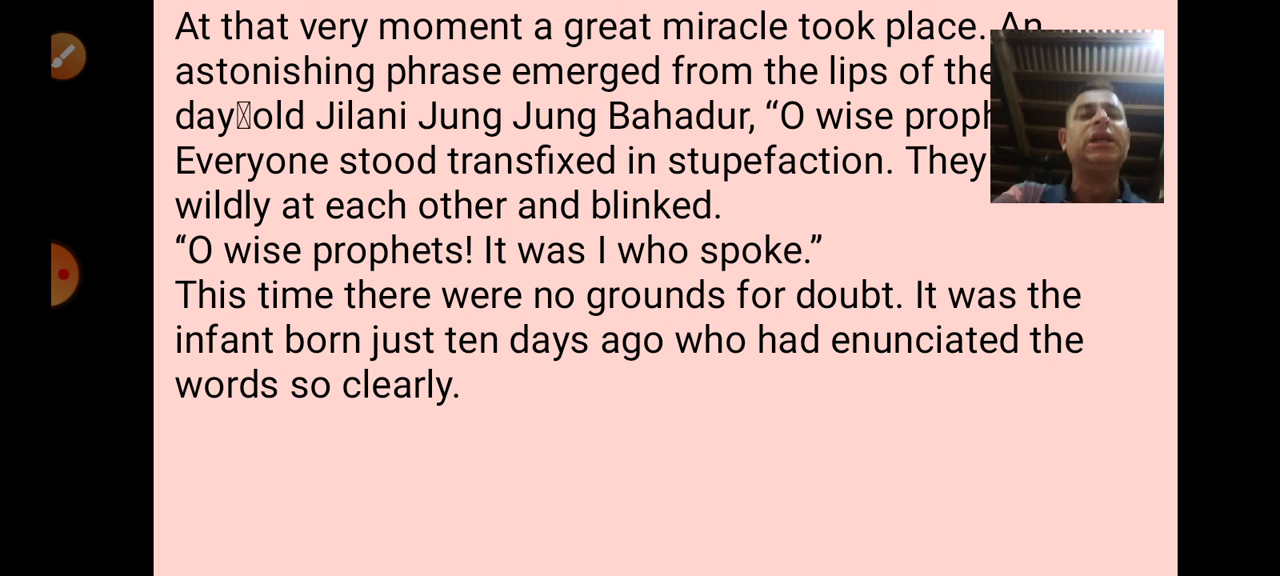 At that very moment a great miracle took place. An
astonishing phrase emerged from the lips of the
day old Jilani Jung Jung Bahadur, “O wise
Everyone stood transfixed in stupefaction. They
wildly at each other and blinked.
“O wise prophets! It was I who spoke.”
This time there were no grounds for doubt. It was the
infant born just ten days ago who had enunciated the
words so clearly.